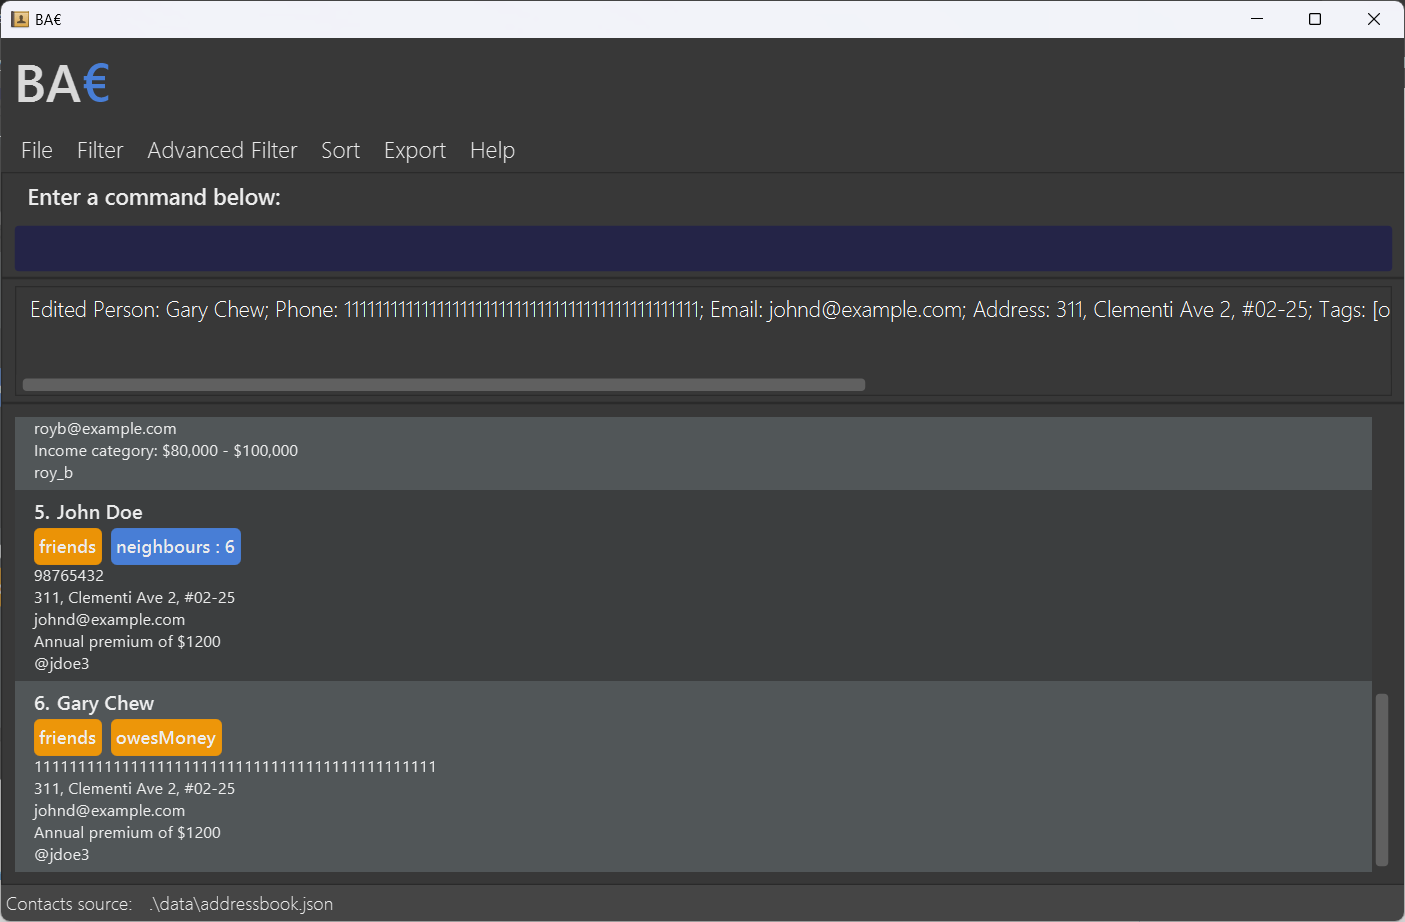 BA€
BA€
File Filter Advanced Filter Sort Export Help
Enter a command below:
Edited Person: Gary Chew; Phone: 1111111111111111111111111111111111111111111111; Email: johnd@example.com; Address: 311, Clementi Ave 2, #02-25; Tags: [o
royb@example.com
Income category: $80,000 - $100,000
roy_b
5. John Doe
friends neighbours : 6
98765432
311, Clementi Ave 2, #02-25
johnd@example.com
Annual premium of $1200
@jdoe3
6. Gary Chew
friends owesMoney
1111111111111111111111111111111111111111111111
311, Clementi Ave 2, #02-25
johnd@example.com
Annual premium of $1200
@jdoe3
Contacts source: .\data\addressbook.json